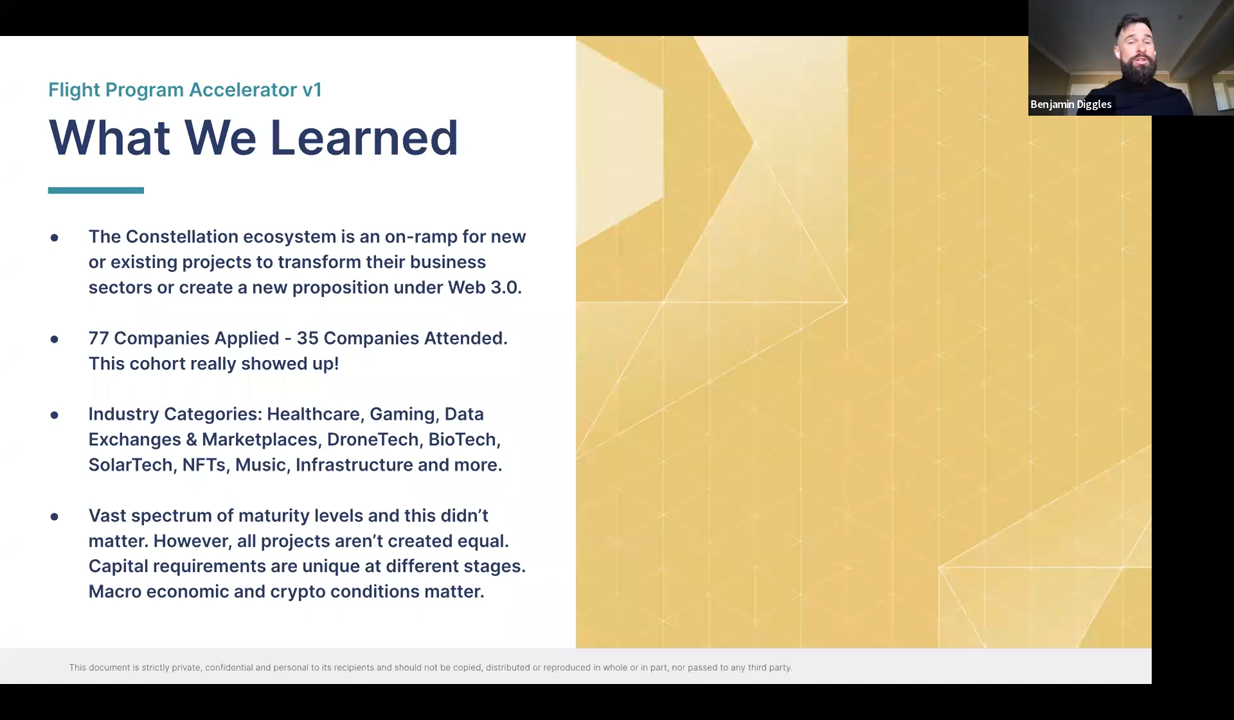 Flight Program Accelerator v1
What We Learned
● The Constellation ecosystem is an on-ramp for new
or existing projects to transform their business
sectors or create a new proposition under Web 3.0.
● 77 Companies Applied - 35 Companies Attended.
This cohort really showed up!
● Industry Categories: Healthcare, Gaming, Data
Exchanges & Marketplaces, DroneTech, BioTech,
SolarTech, NFTs, Music, Infrastructure and more.
● Vast spectrum of maturity levels and this didn’t
matter. However, all projects aren’t created equal.
Capital requirements are unique at different stages.
Macro economic and crypto conditions matter.
This document is strictly private, confidential and personal to its recipients and should not be copied, distributed or reproduced in whole or in part, nor passed to any third party.
Benjamin Diggles